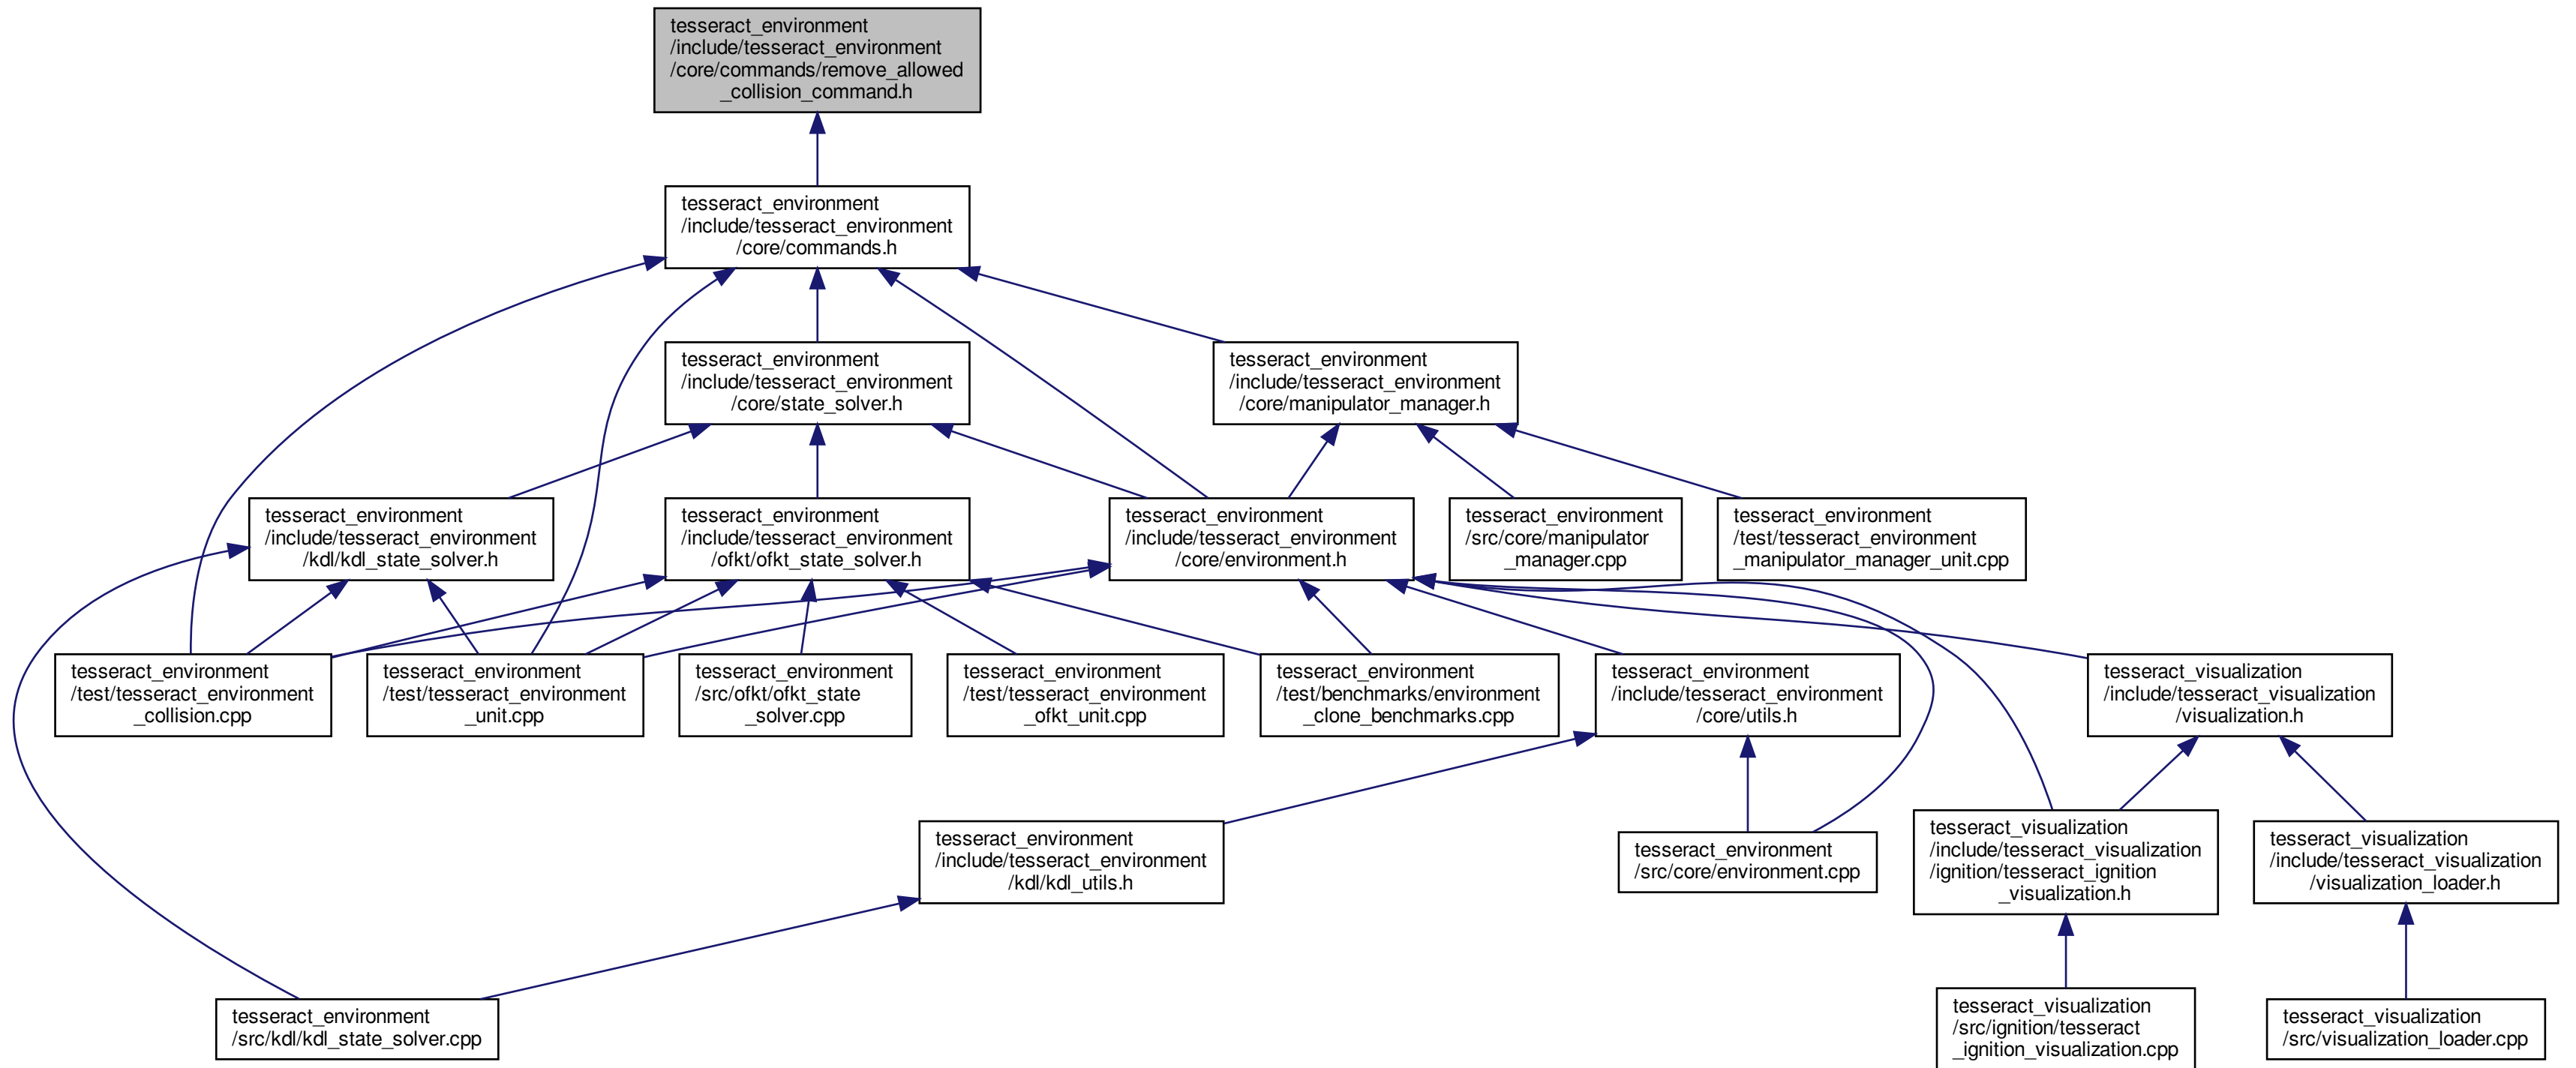 tesseract_environment
/include/tesseract_environment
/core/commands/remove_allowed
_collision_command.h
tesseract_environment
/include/tesseract_environment
/core/commands.h
tesseract_environment
/include/tesseract_environment
/core/state_solver.h
tesseract_environment
/include/tesseract_environment
/core/manipulator_manager.h
tesseract_environment
/include/tesseract_environment
/kdl/kdl_state_solver.h
tesseract_environment
/include/tesseract_environment
/ofkt/ofkt_state_solver.h
tesseract_environment
/include/tesseract_environment
/core/environment.h
tesseract_environment
/src/core/manipulator
_manager.cpp
tesseract_environment
/test/tesseract_environment
_manipulator_manager_unit.cpp
tesseract_environment
/test/tesseract_environment
_collision.cpp
tesseract_environment
/test/tesseract_environment
_unit.cpp
tesseract_environment
/src/ofkt/ofkt_state
_solver.cpp
tesseract_environment
/test/tesseract_environment
_ofkt_unit.cpp
tesseract_environment
/test/benchmarks/environment
_clone_benchmarks.cpp
tesseract_environment
/include/tesseract_environment
/core/utils.h
tesseract_visualization
/include/tesseract_visualization
/visualization.h
tesseract_environment
/include/tesseract_environment
/kdl/kdl_utils.h
tesseract_environment
/src/core/environment.cpp
tesseract_visualization
/include/tesseract_visualization
/ignition/tesseract_ignition
_visualization.h
tesseract_visualization
/include/tesseract_visualization
/visualization_loader.h
tesseract_environment
/src/kdl/kdl_state_solver.cpp
tesseract_visualization
/src/ignition/tesseract
_ignition_visualization.cpp
tesseract_visualization
/src/visualization_loader.cpp